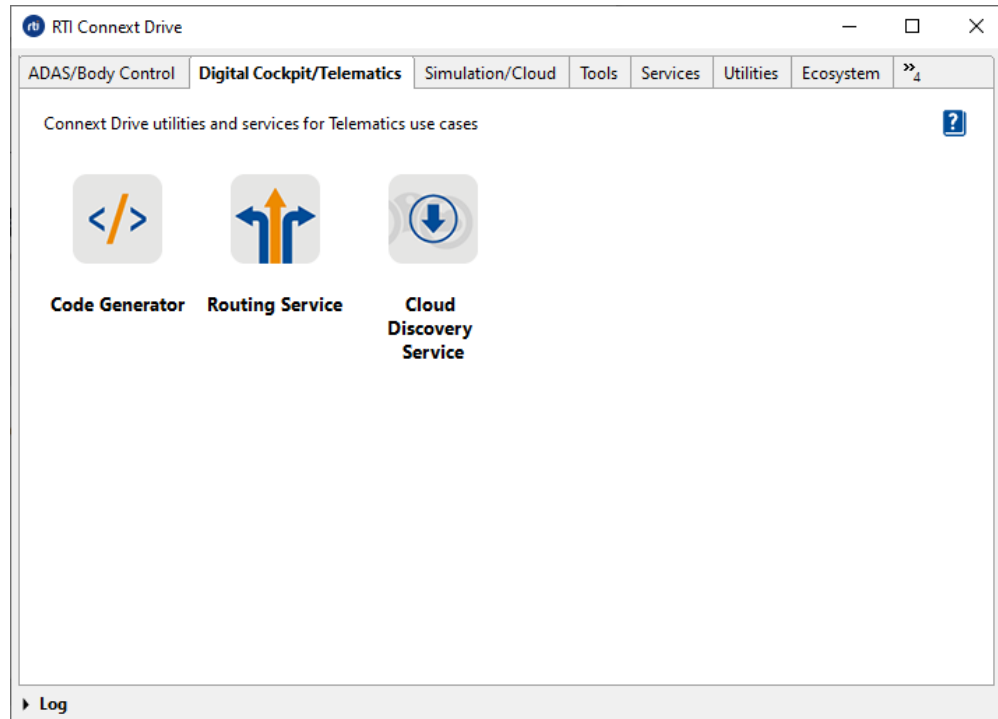 rti RTI Connext Drive
ADAS/Body Control Digital Cockpit/Telematics Simulation/Cloud Tools Services Utilities Ecosystem »4
Connext Drive utilities and services for Telematics use cases ?
</>
Code Generator Routing Service Cloud
Discovery
Service
Log